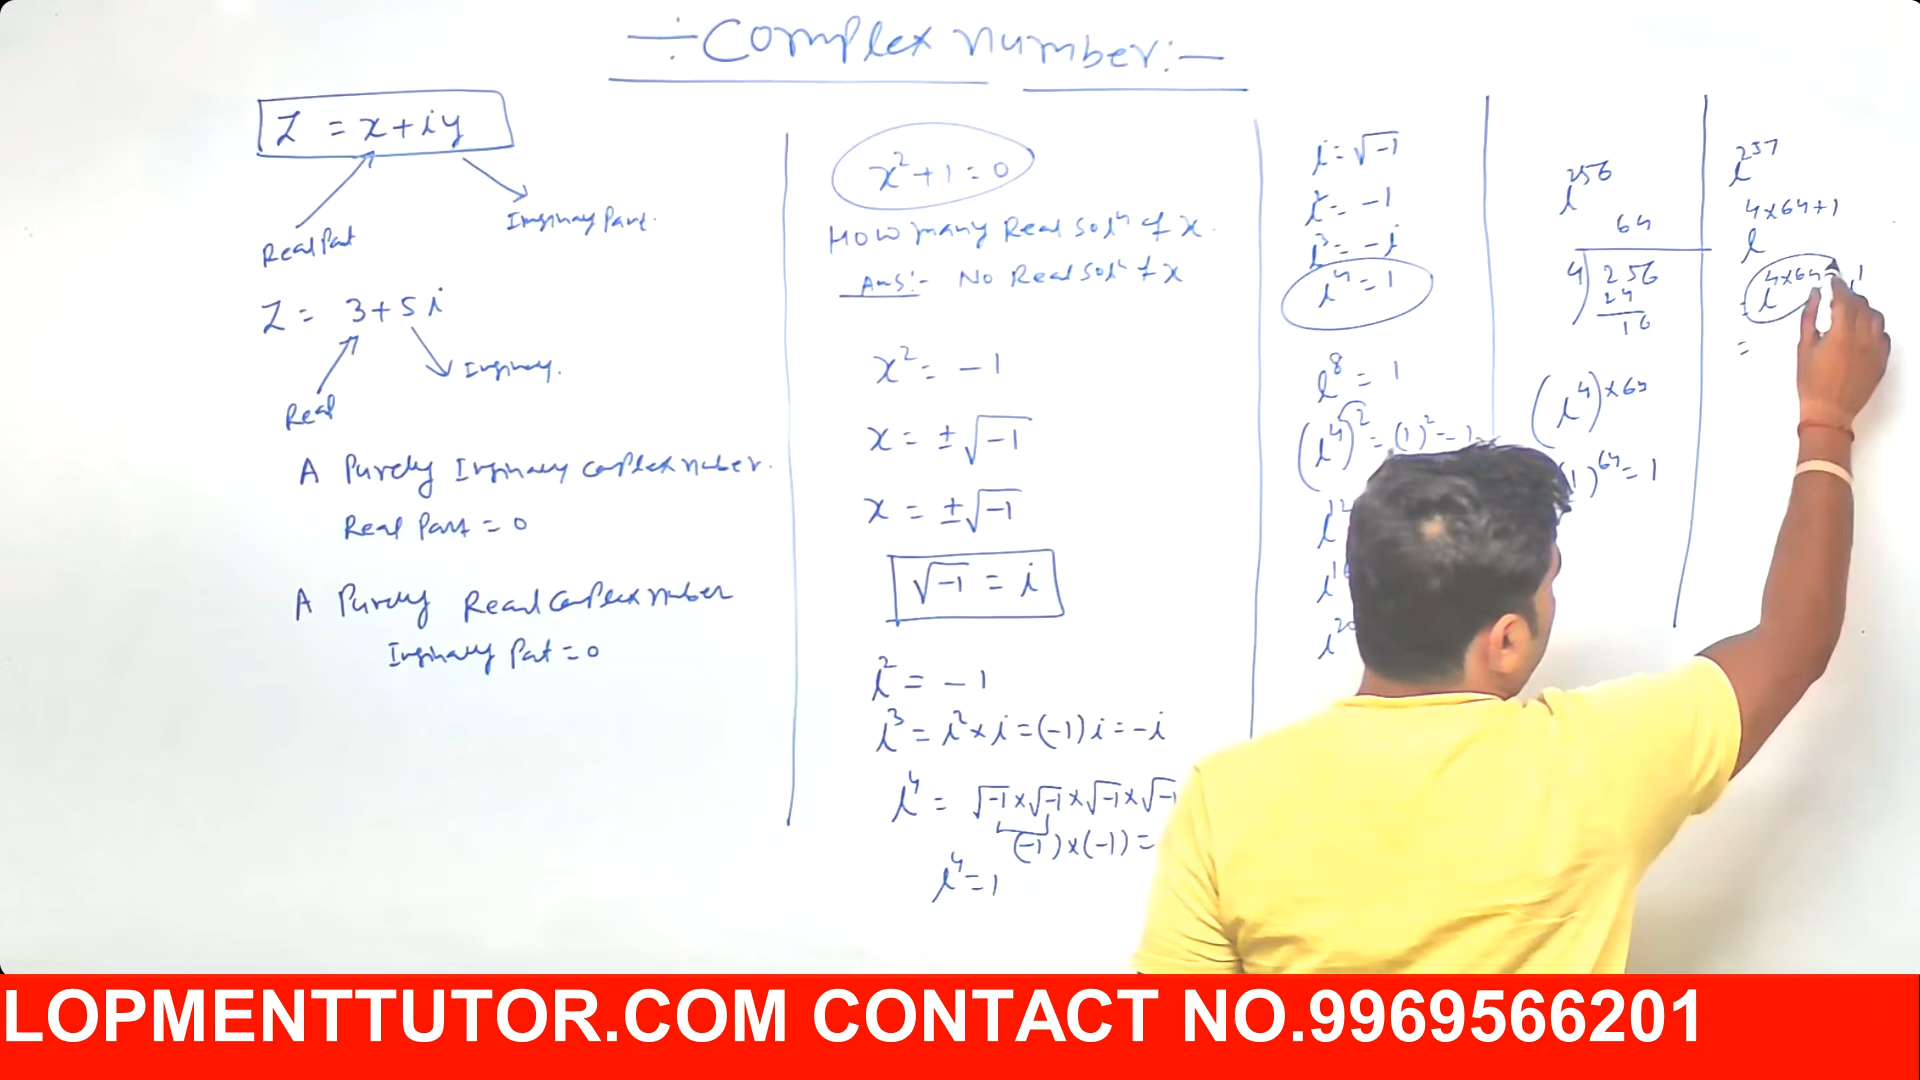 ÷ Complex number:-
Z = x+iy
Real Part
Imginary Part.
Z = 3+5i
Real
Imginary.
A Purely Imginary complex number.
Real Part = 0
A Purely Real Complex number
Imginary Part = 0
x²+1=0
How many Real solⁿ of x.
Ans:- No Real solⁿ of x
x² = -1
x = ±√-1
x = ±√-1
√-1 = i
i² = -1
i³ = i²×i = (-1)i = -i
i⁴ = √-1×√-1×√-1×√-1
(-1)×(-1) =
i⁴=1
i=√-1
i²= -1
i³= -i
i⁴=1
i⁸ = 1
(i⁴)² = (1)² = 1
i¹²
i¹⁶
i²⁰
i²⁵⁶
64
4 256
24
16
(i⁴)×⁶⁴
1)⁶⁴=1
i²⁵⁷
i⁴×⁶⁴⁺¹
= i⁴×⁶⁴
=
LOPMENTTUTOR.COM CONTACT NO.9969566201